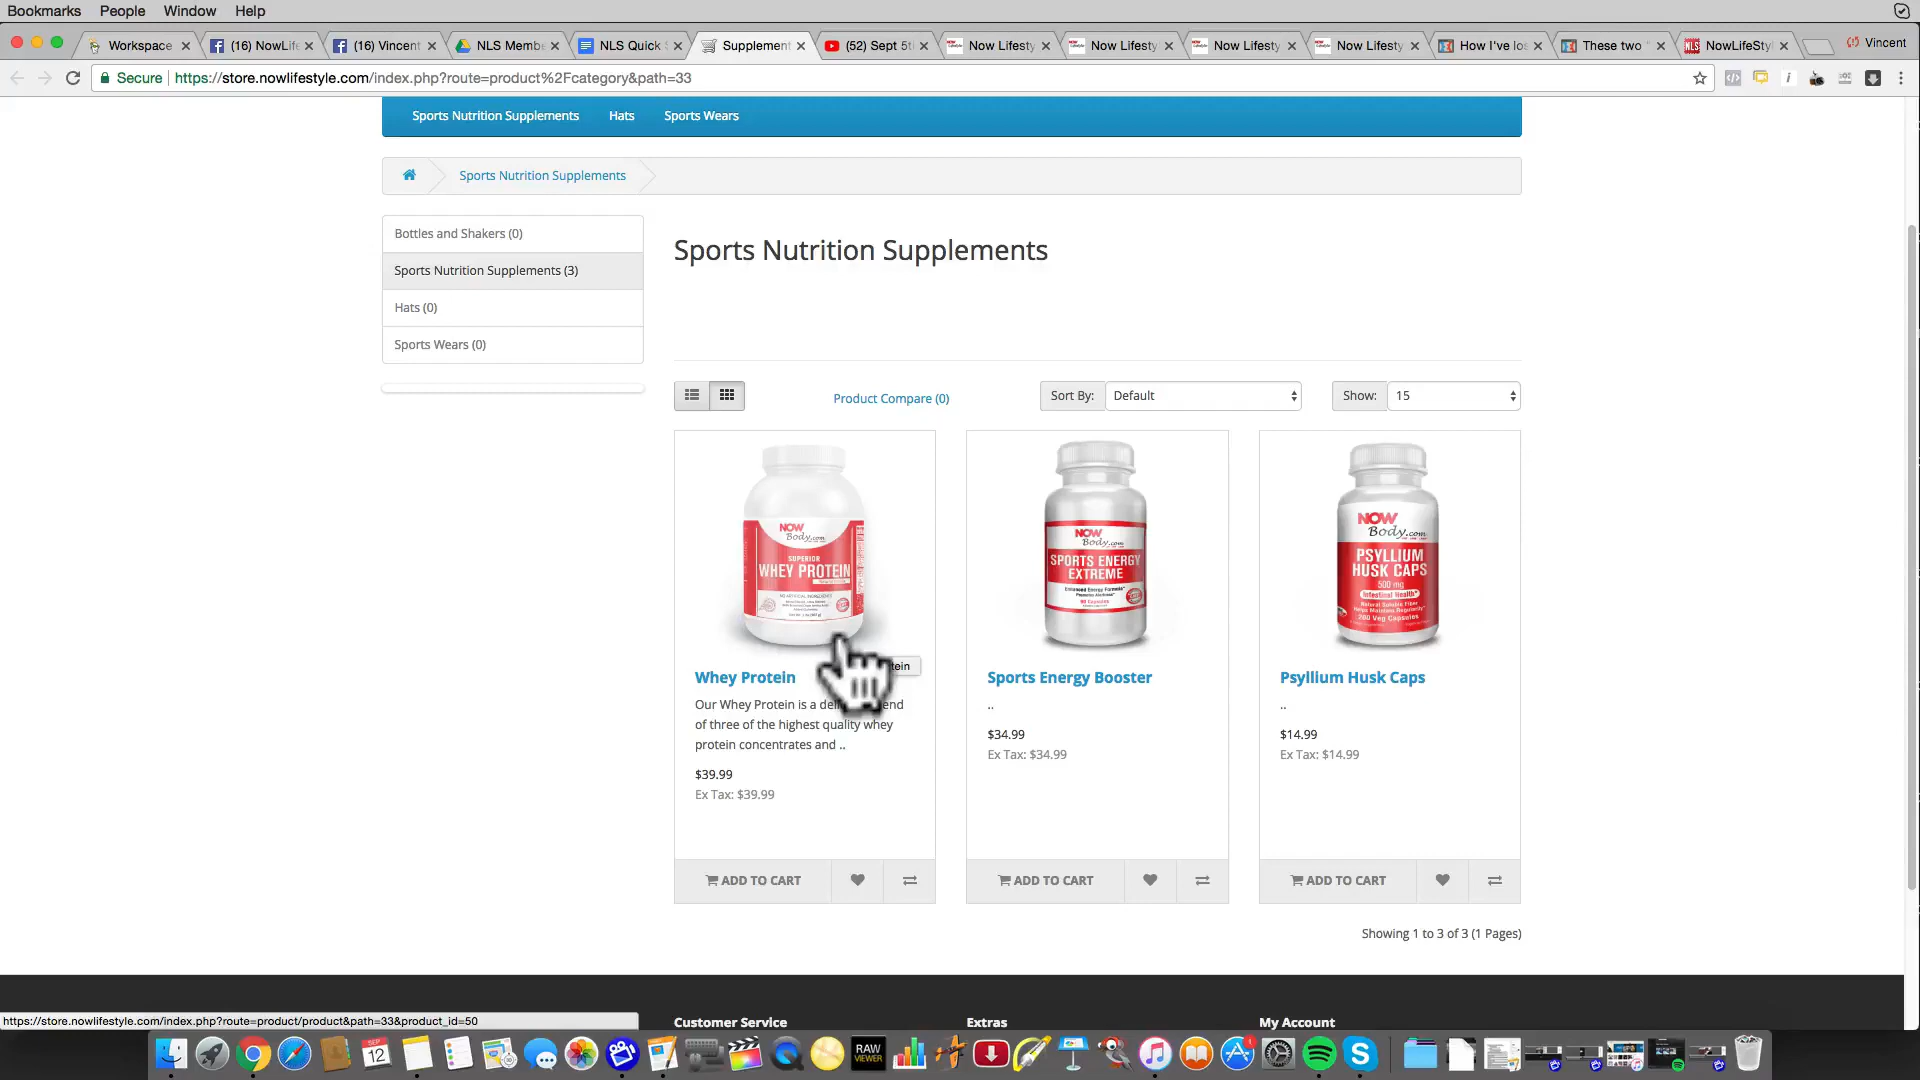 Bookmarks People Window Help
Workspace (16) NowLife (16) Vincent NLS Membe NLS Quick Supplement (52) Sept 5th Now Lifesty Now Lifesty Now Lifesty Now Lifesty How I've los These two NowLifeSty Vincent
Secure https://store.nowlifestyle.com/index.php?route=product%2Fcategory&path=33
Sports Nutrition Supplements Hats Sports Wears
Sports Nutrition Supplements
Bottles and Shakers (0)
Sports Nutrition Supplements (3)
Hats (0)
Sports Wears (0)
Sports Nutrition Supplements
Product Compare (0) Sort By: Default Show: 15
NOW Body.com SUPERIOR WHEY PROTEIN
NOW Body.com SPORTS ENERGY EXTREME
NOW Body.com PSYLLIUM HUSK CAPS 500 mg Intestinal Health*
Whey Protein
Our Whey Protein is a end
of three of the highest quality whey
protein concentrates and ..
$39.99
Ex Tax: $39.99
Sports Energy Booster
..
$34.99
Ex Tax: $34.99
Psyllium Husk Caps
..
$14.99
Ex Tax: $14.99
ADD TO CART ADD TO CART ADD TO CART
Showing 1 to 3 of 3 (1 Pages)
https://store.nowlifestyle.com/index.php?route=product/product&path=33&product_id=50
Customer Service Extras My Account
SEP 12 RAW VIEWER